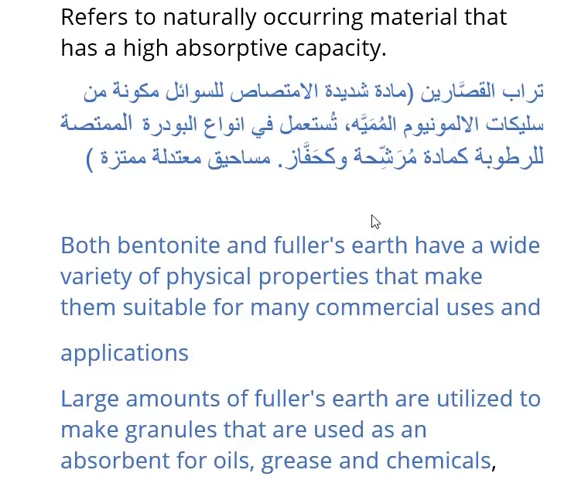 Refers to naturally occurring material that
has a high absorptive capacity.
تراب القصَّارين (مادة شديدة الامتصاص للسوائل مكونة من
سليكات الالمونيوم المُمَيَّه، تُستعمل في انواع البودرة الممتصة
للرطوبة كمادة مُرَشِّحة وكحَفَّاز. مساحيق معتدلة ممتزة )
Both bentonite and fuller's earth have a wide
variety of physical properties that make
them suitable for many commercial uses and
applications
Large amounts of fuller's earth are utilized to
make granules that are used as an
absorbent for oils, grease and chemicals,